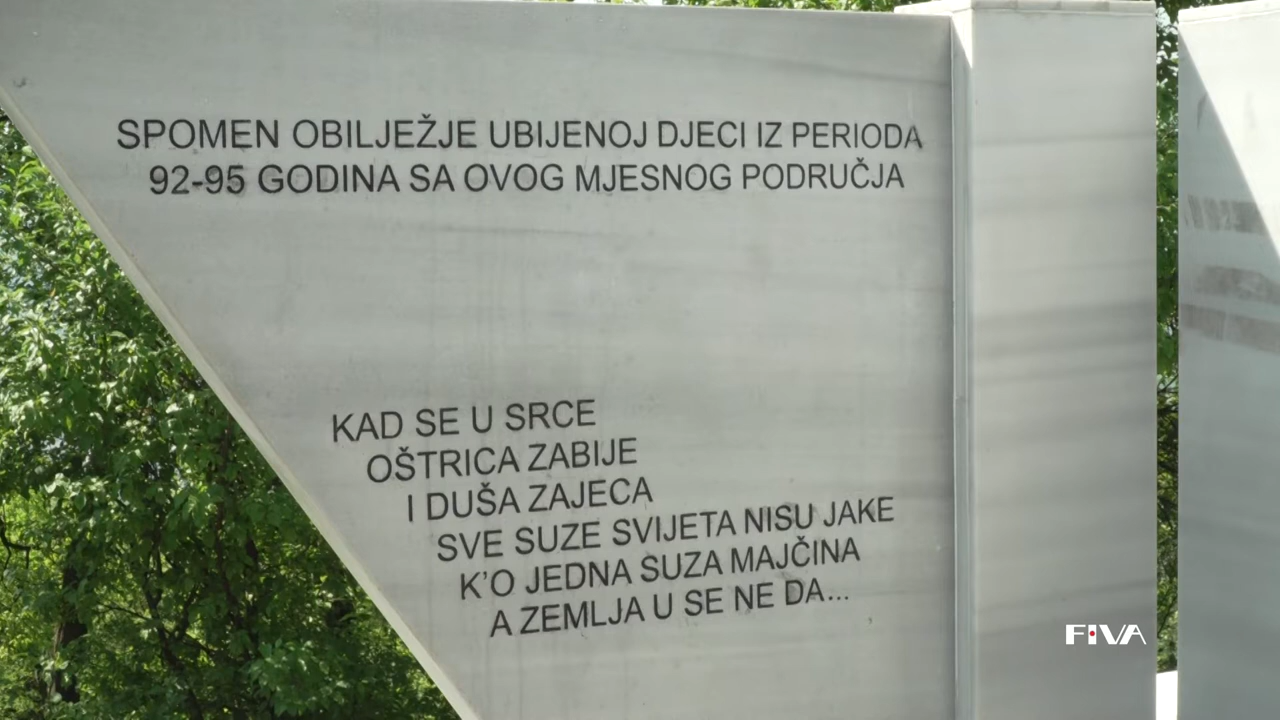 SPOMEN OBILJEŽJE UBIJENOJ DJECI IZ PERIODA
92-95 GODINA SA OVOG MJESNOG PODRUČJA
KAD SE U SRCE
OŠTRICA ZABIJE
I DUŠA ZAJECA
SVE SUZE SVIJETA NISU JAKE
K'O JEDNA SUZA MAJČINA
A ZEMLJA U SE NE DA...
FIVA